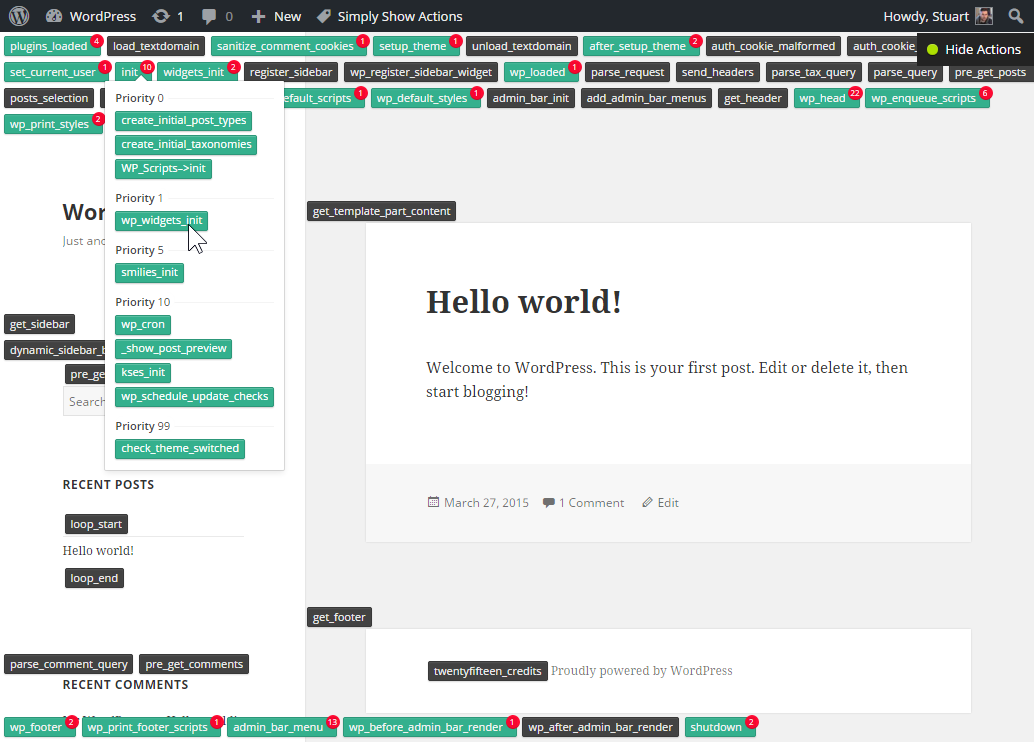 WordPress 1 0 New Simply Show Actions Howdy, Stuart
plugins_loaded 4 load_textdomain sanitize_comment_cookies 1 setup_theme 1 unload_textdomain after_setup_theme 2 auth_cookie_malformed auth_cookie_
Hide Actions
set_current_user 1 init 10 widgets_init 2 register_sidebar wp_register_sidebar_widget wp_loaded 1 parse_request send_headers parse_tax_query parse_query pre_get_posts
posts_selection efault_scripts 1 wp_default_styles 1 admin_bar_init add_admin_bar_menus get_header wp_head 22 wp_enqueue_scripts 6
wp_print_styles 2
Priority 0
create_initial_post_types
create_initial_taxonomies
WP_Scripts->init
Priority 1
wp_widgets_init
Priority 5
smilies_init
Priority 10
wp_cron
_show_post_preview
kses_init
wp_schedule_update_checks
Priority 99
check_theme_switched
Wor
Just ano
get_sidebar
dynamic_sidebar_b
pre_ge
Search
RECENT POSTS
loop_start
Hello world!
loop_end
parse_comment_query pre_get_comments
RECENT COMMENTS
get_template_part_content
Hello world!
Welcome to WordPress. This is your first post. Edit or delete it, then
start blogging!
March 27, 2015 1 Comment Edit
get_footer
twentyfifteen_credits Proudly powered by WordPress
wp_footer 2 wp_print_footer_scripts 1 admin_bar_menu 13 wp_before_admin_bar_render 1 wp_after_admin_bar_render shutdown 2